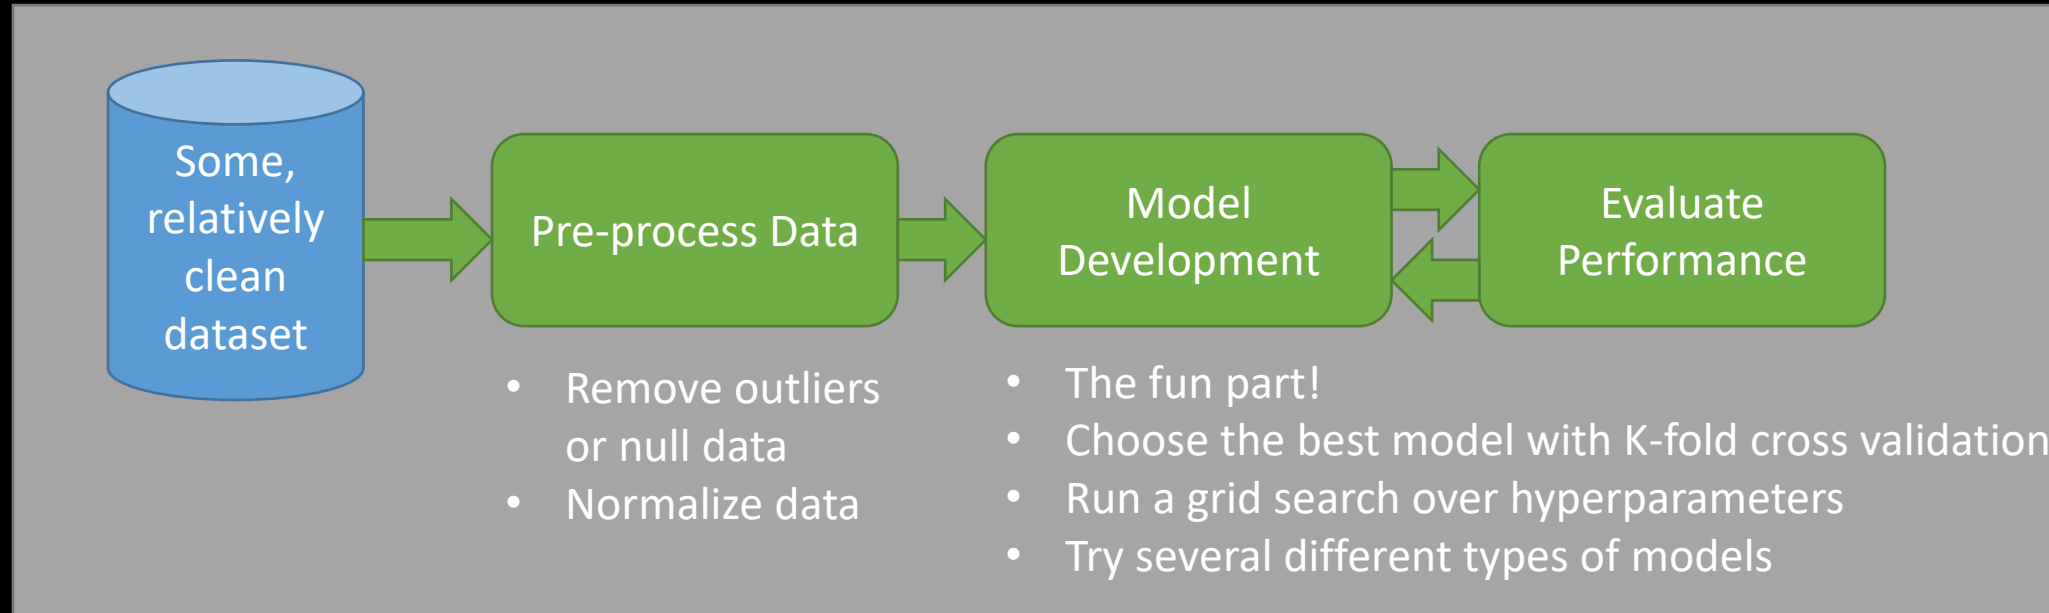 Some,
relatively
clean
dataset
Pre-process Data
Model
Development
Evaluate
Performance
• Remove outliers
or null data
• Normalize data
• The fun part!
• Choose the best model with K-fold cross validation
• Run a grid search over hyperparameters
• Try several different types of models